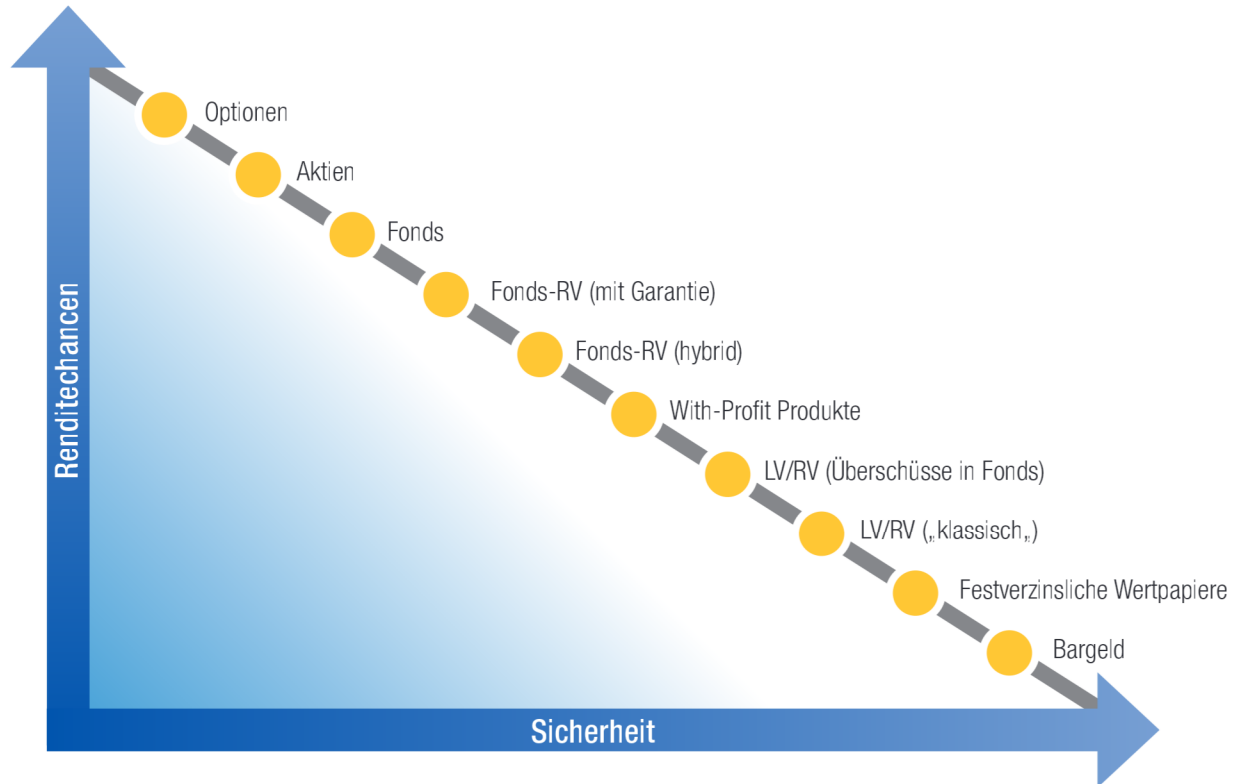 Optionen
Aktien
Fonds
Fonds-RV (mit Garantie)
Fonds-RV (hybrid)
With-Profit Produkte
LV/RV (Überschüsse in Fonds)
LV/RV („klassisch„)
Festverzinsliche Wertpapiere
Bargeld
Renditechancen
Sicherheit